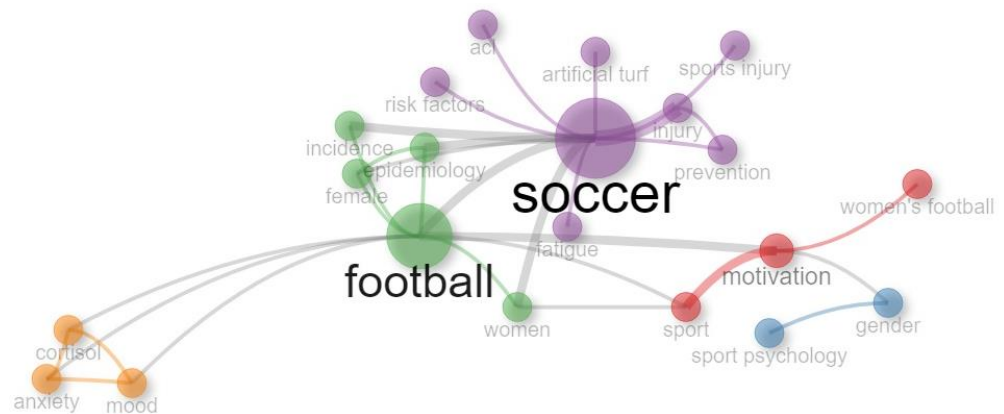 acl
artificial turf
sports injury
risk factors
injury
incidence
epidemiology
prevention
female
soccer
women's football
fatigue
football
motivation
women
sport
gender
cortisol
sport psychology
anxiety
mood